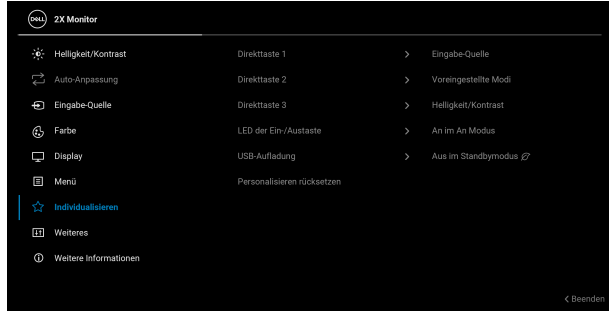 DELL 2X Monitor
Helligkeit/Kontrast Direkttaste 1 > Eingabe-Quelle
Auto-Anpassung Direkttaste 2 > Voreingestellte Modi
Eingabe-Quelle Direkttaste 3 > Helligkeit/Kontrast
Farbe LED der Ein-/Austaste > An im An Modus
Display USB-Aufladung > Aus im Standbymodus
Menü Personalisieren rücksetzen
Individualisieren
Weiteres
Weitere Informationen
< Beenden